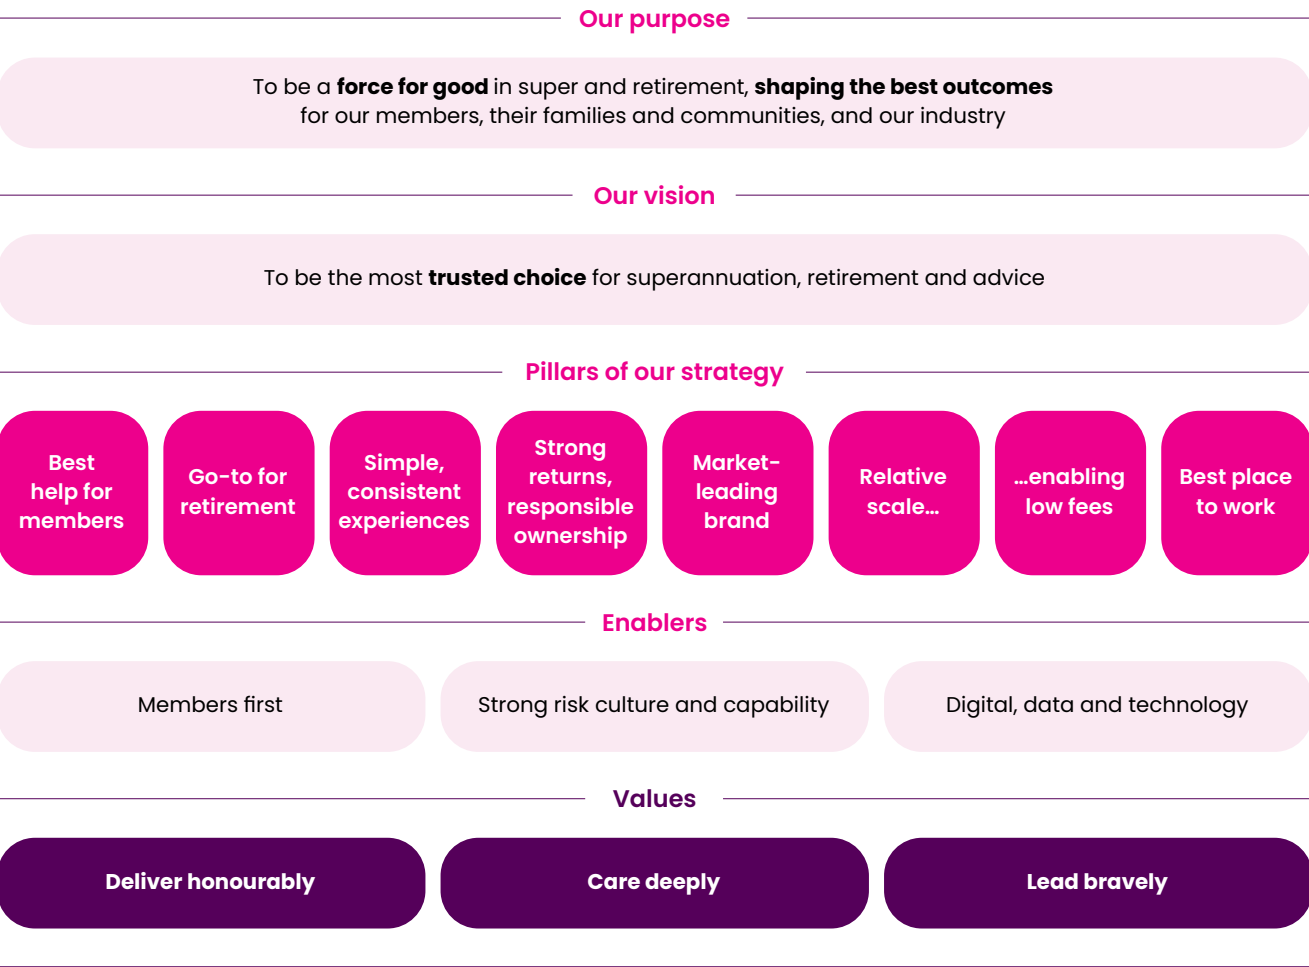 Our purpose
To be a force for good in super and retirement, shaping the best outcomes
for our members, their families and communities, and our industry
Our vision
To be the most trusted choice for superannuation, retirement and advice
Pillars of our strategy
Best
help for
members
Go-to for
retirement
Simple,
consistent
experiences
Strong
returns,
responsible
ownership
Market-
leading
brand
Relative
scale…
…enabling
low fees
Best place
to work
Enablers
Members first
Strong risk culture and capability
Digital, data and technology
Values
Deliver honourably
Care deeply
Lead bravely